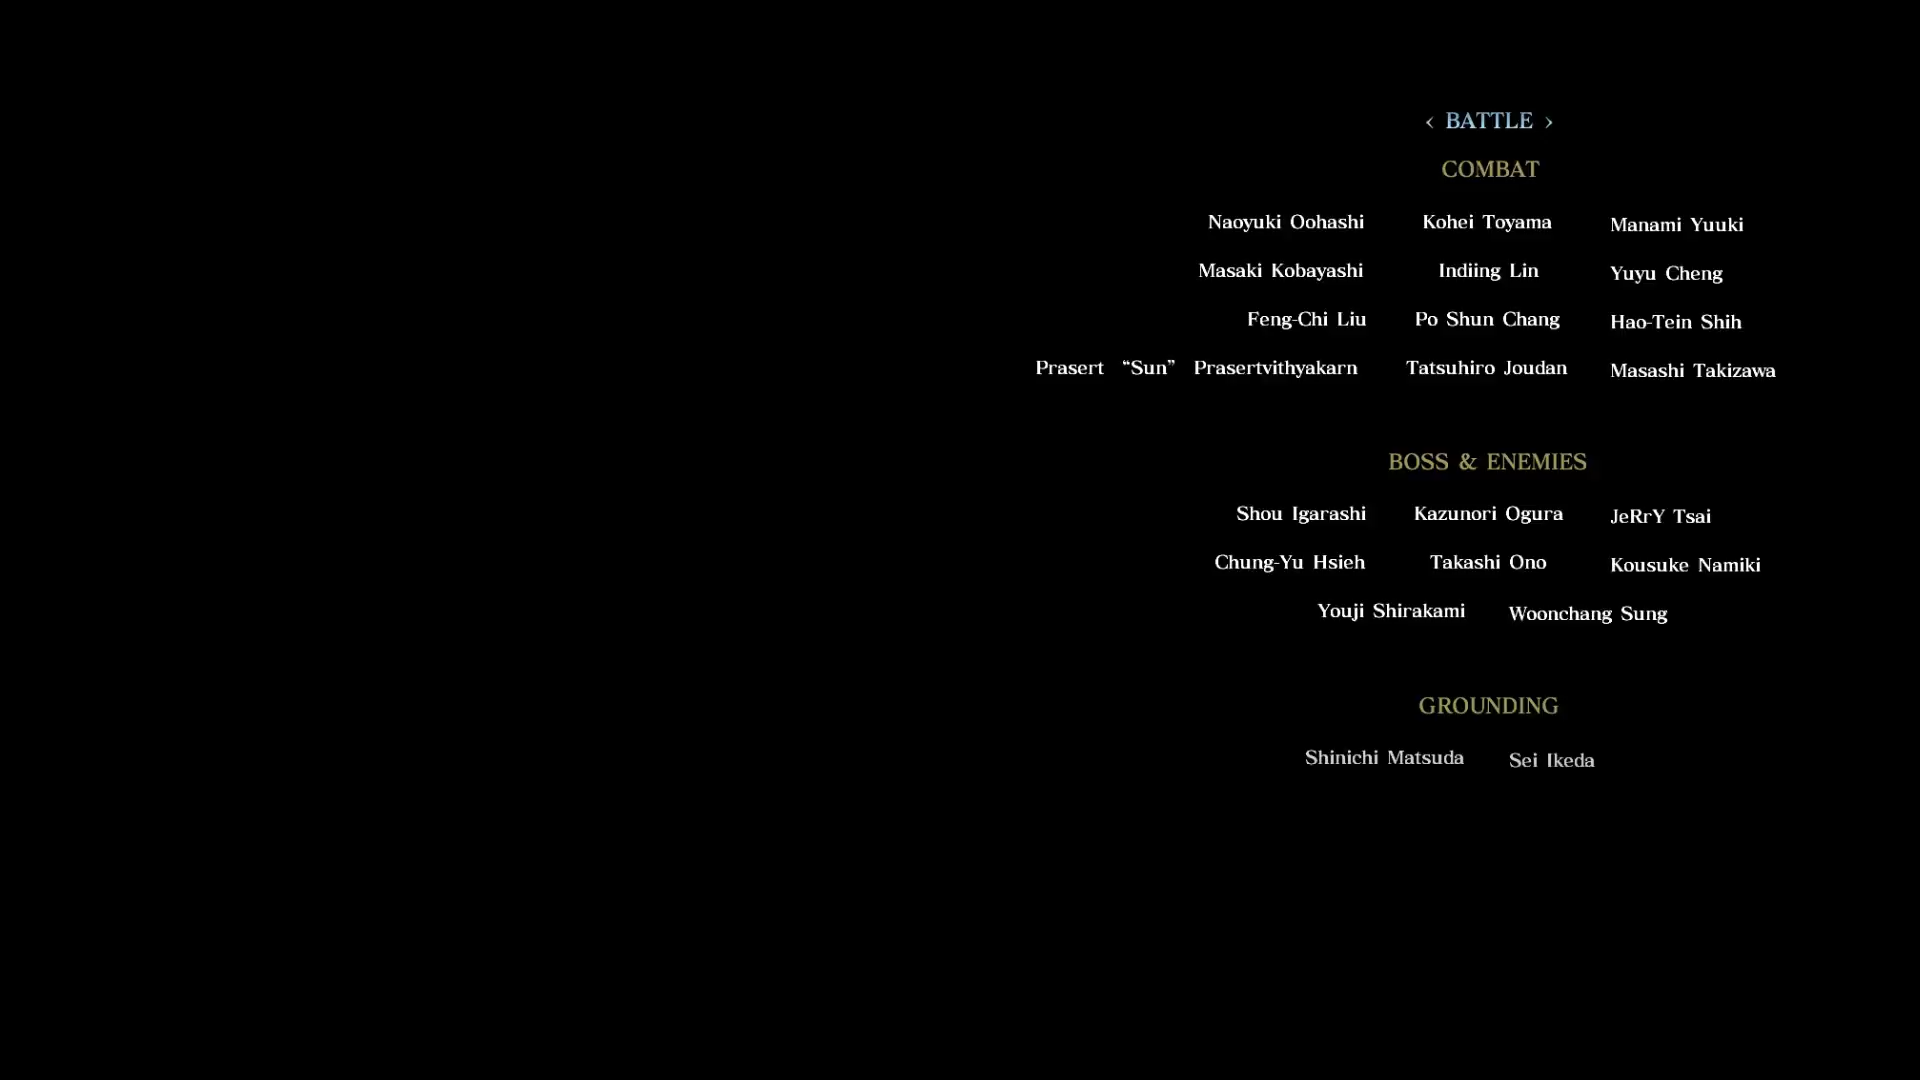 ‹ BATTLE ›
COMBAT
Naoyuki Oohashi Kohei Toyama Manami Yuuki
Masaki Kobayashi Indiing Lin Yuyu Cheng
Feng-Chi Liu Po Shun Chang Hao-Tein Shih
Prasert “Sun” Prasertvithyakarn Tatsuhiro Joudan Masashi Takizawa
BOSS & ENEMIES
Shou Igarashi Kazunori Ogura JeRrY Tsai
Chung-Yu Hsieh Takashi Ono Kousuke Namiki
Youji Shirakami Woonchang Sung
GROUNDING
Shinichi Matsuda Sei Ikeda